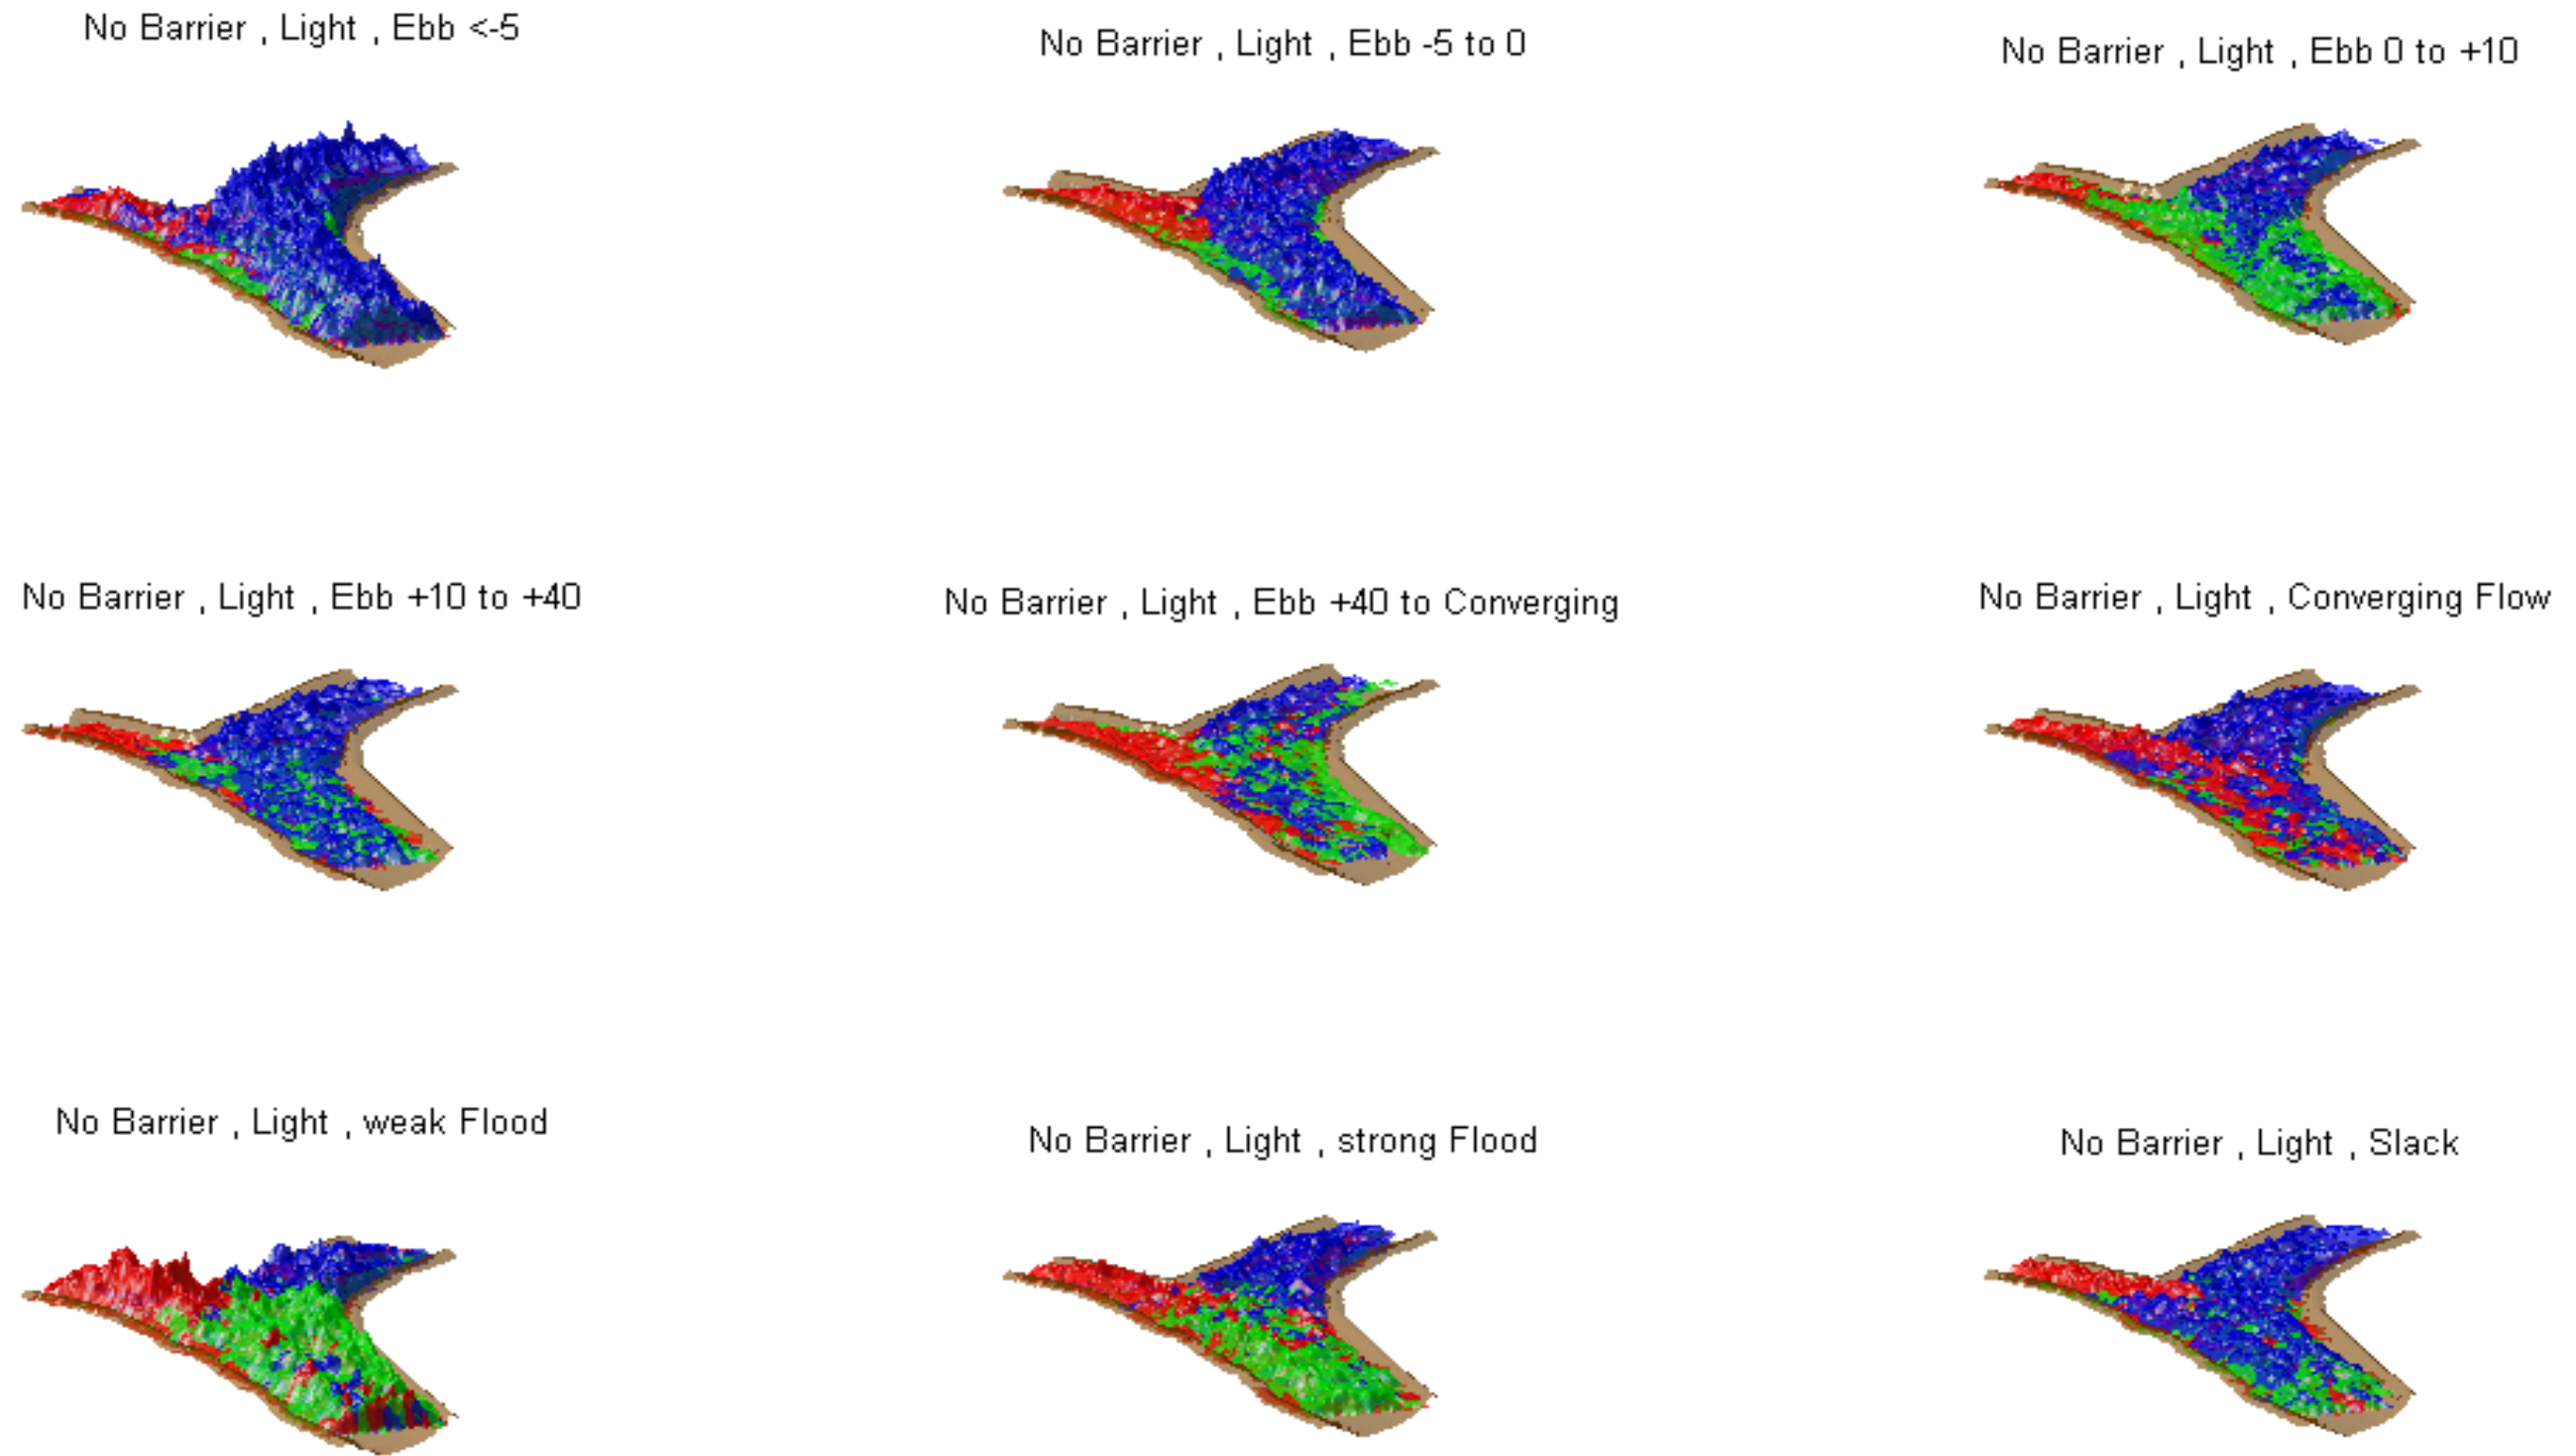 No Barrier , Light , Ebb <-5
No Barrier , Light , Ebb -5 to 0
No Barrier , Light , Ebb 0 to +10
No Barrier , Light , Ebb +10 to +40
No Barrier , Light , Ebb +40 to Converging
No Barrier , Light , Converging Flow
No Barrier , Light , weak Flood
No Barrier , Light , strong Flood
No Barrier , Light , Slack